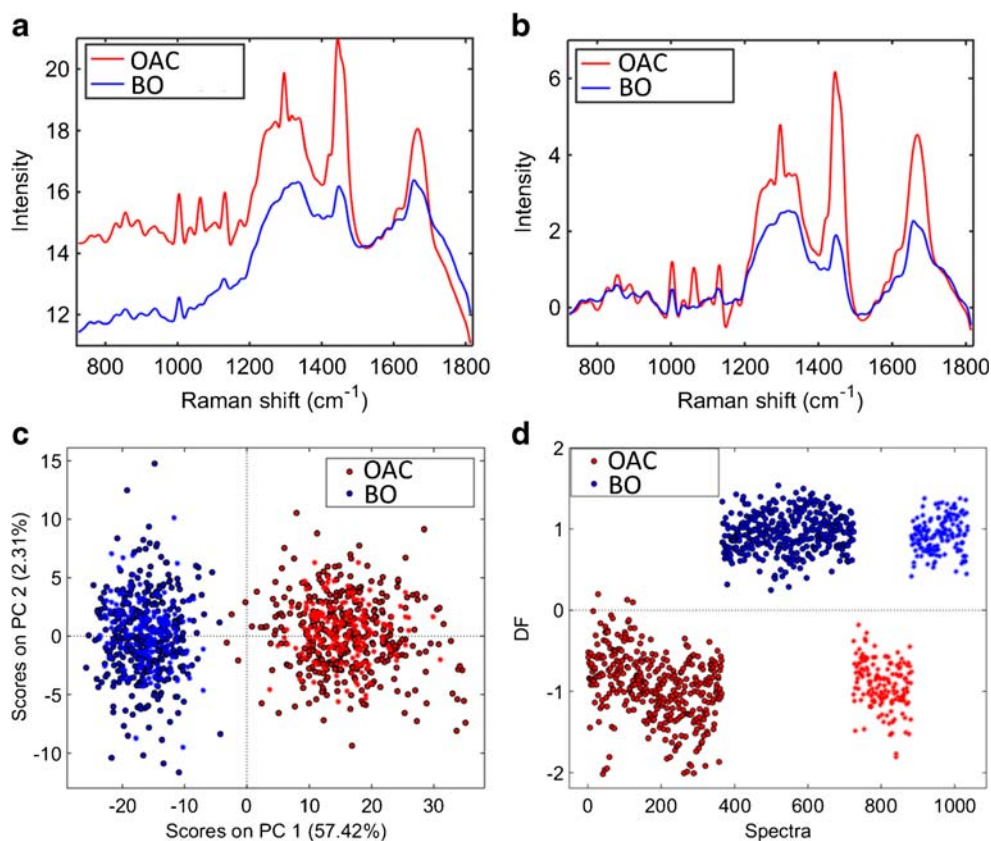 a
OAC
BO
20
18
16
14
12
Intensity
800 1000 1200 1400 1600 1800
Raman shift (cm⁻¹)
b
OAC
BO
6
4
2
0
Intensity
800 1000 1200 1400 1600 1800
Raman shift (cm⁻¹)
c
OAC
BO
15
10
5
0
-5
-10
Scores on PC 2 (2.31%)
-20 -10 0 10 20 30
Scores on PC 1 (57.42%)
d
OAC
BO
2
1
0
-1
-2
DF
0 200 400 600 800 1000
Spectra